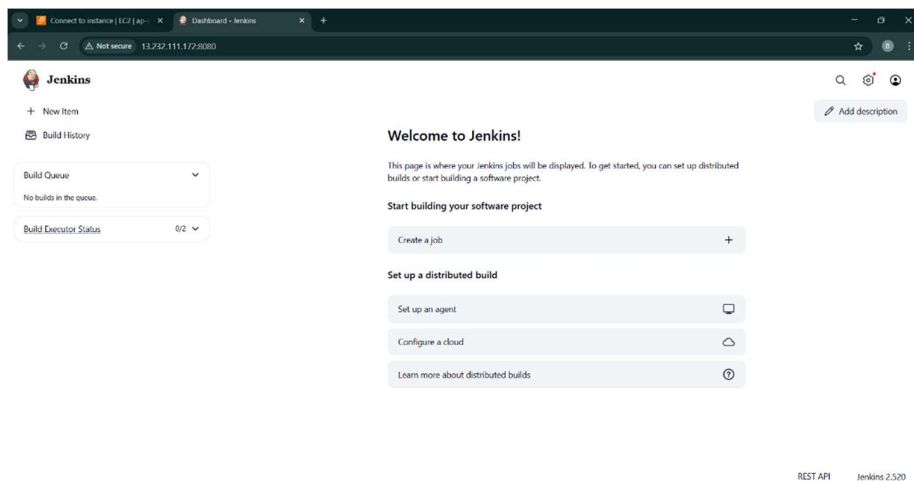 Connect to instance | EC2 | ap-
Dashboard - Jenkins
Not secure 13.232.111.172:8080
B
Jenkins
New Item
Add description
Build History
Welcome to Jenkins!
This page is where your Jenkins jobs will be displayed. To get started, you can set up distributed
builds or start building a software project.
Build Queue
No builds in the queue.
Start building your software project
Build Executor Status 0/2
Create a job
Set up a distributed build
Set up an agent
Configure a cloud
Learn more about distributed builds
REST API Jenkins 2.520